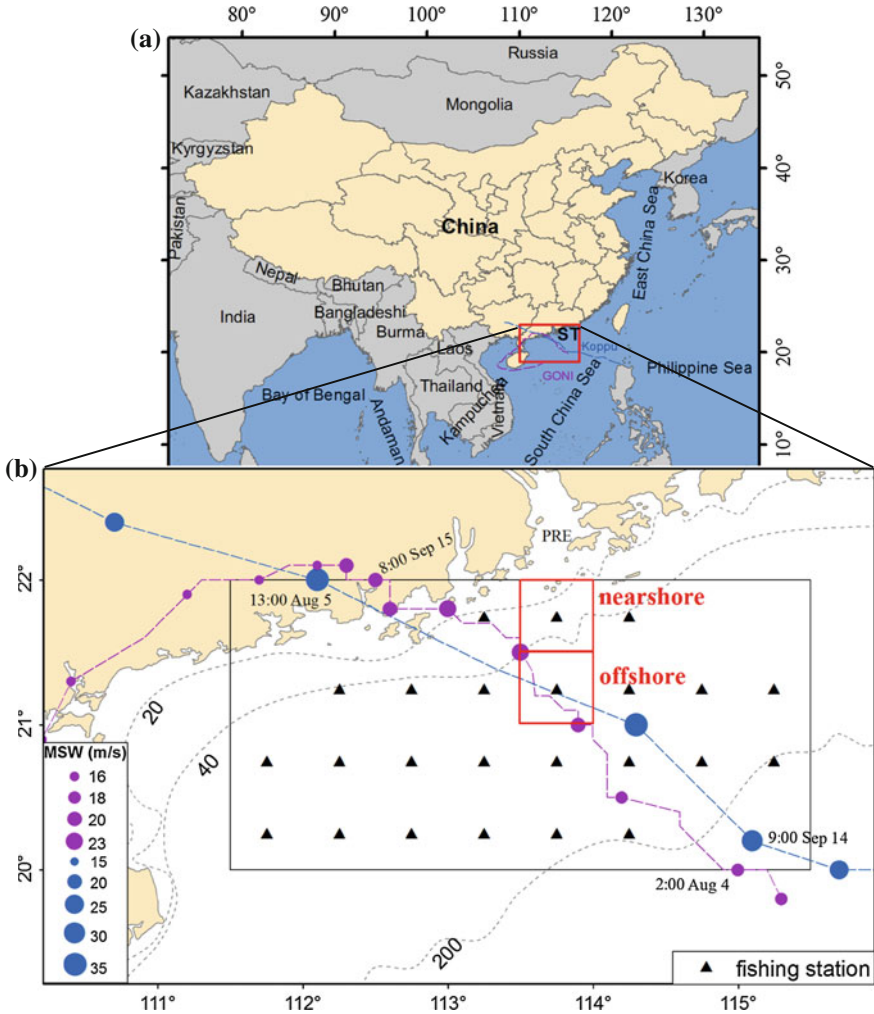 80° 90° 100° 110° 120° 130°
(a)
Russia
Kazakhstan
Mongolia
50°
Kyrgyzstan
Korea
40°
Pakistan
China
East China Sea
30°
Nepal
Bhutan
Bangladeshi
India
Burma
ST
Koppu
Laos
20°
GONI
Philippine Sea
Thailand
Bay of Bengal
Andaman
Kampuchea
Vietnam
South China Sea
10°
(b)
PRE
8:00 Sep 15
22°
13:00 Aug 5
nearshore
offshore
20
21°
40
MSW (m/s)
16
18
20
23
15
20
25
30
35
9:00 Sep 14
20°
2:00 Aug 4
200
fishing station
111° 112° 113° 114° 115°